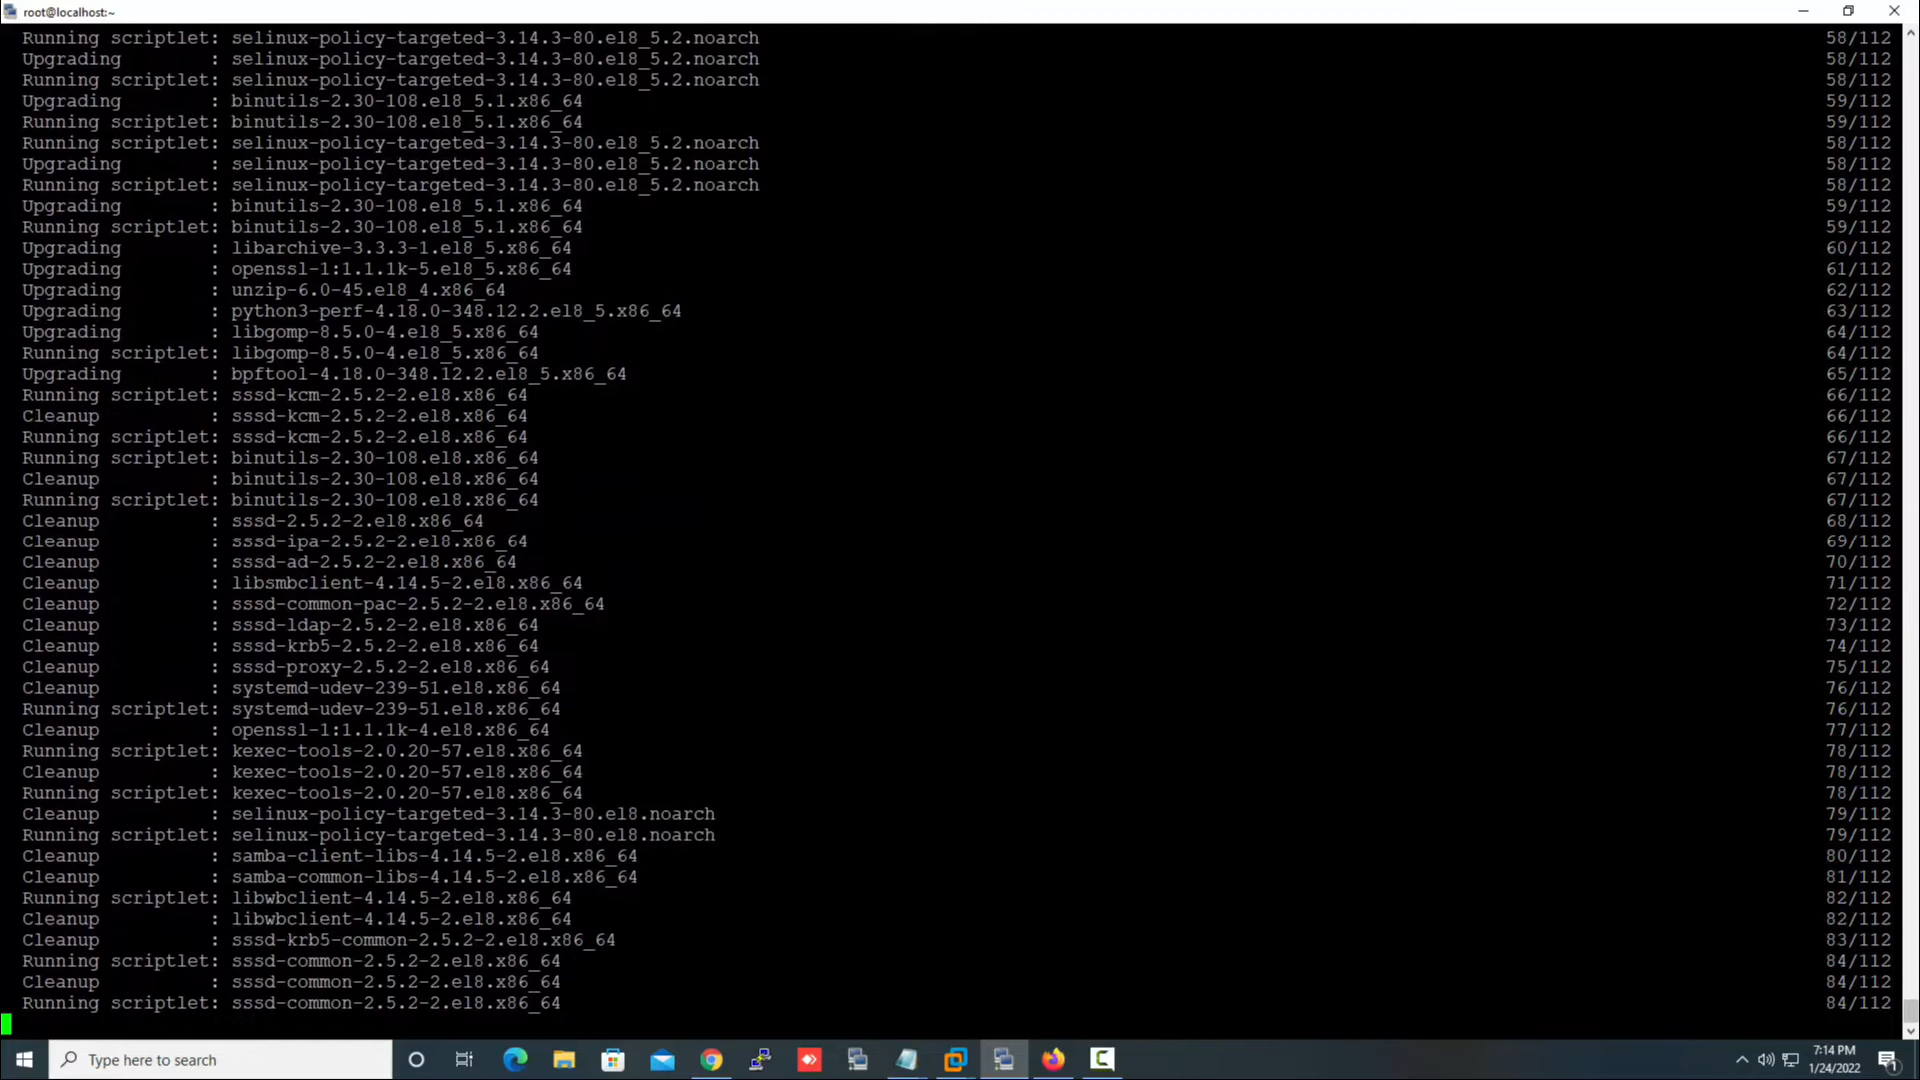 root@localhost:~
Running scriptlet: selinux-policy-targeted-3.14.3-80.el8_5.2.noarch 58/112
Upgrading : selinux-policy-targeted-3.14.3-80.el8_5.2.noarch 58/112
Running scriptlet: selinux-policy-targeted-3.14.3-80.el8_5.2.noarch 58/112
Upgrading : binutils-2.30-108.el8_5.1.x86_64 59/112
Running scriptlet: binutils-2.30-108.el8_5.1.x86_64 59/112
Running scriptlet: selinux-policy-targeted-3.14.3-80.el8_5.2.noarch 58/112
Upgrading : selinux-policy-targeted-3.14.3-80.el8_5.2.noarch 58/112
Running scriptlet: selinux-policy-targeted-3.14.3-80.el8_5.2.noarch 58/112
Upgrading : binutils-2.30-108.el8_5.1.x86_64 59/112
Running scriptlet: binutils-2.30-108.el8_5.1.x86_64 59/112
Upgrading : libarchive-3.3.3-1.el8_5.x86_64 60/112
Upgrading : openssl-1:1.1.1k-5.el8_5.x86_64 61/112
Upgrading : unzip-6.0-45.el8_4.x86_64 62/112
Upgrading : python3-perf-4.18.0-348.12.2.el8_5.x86_64 63/112
Upgrading : libgomp-8.5.0-4.el8_5.x86_64 64/112
Running scriptlet: libgomp-8.5.0-4.el8_5.x86_64 64/112
Upgrading : bpftool-4.18.0-348.12.2.el8_5.x86_64 65/112
Running scriptlet: sssd-kcm-2.5.2-2.el8.x86_64 66/112
Cleanup : sssd-kcm-2.5.2-2.el8.x86_64 66/112
Running scriptlet: sssd-kcm-2.5.2-2.el8.x86_64 66/112
Running scriptlet: binutils-2.30-108.el8.x86_64 67/112
Cleanup : binutils-2.30-108.el8.x86_64 67/112
Running scriptlet: binutils-2.30-108.el8.x86_64 67/112
Cleanup : sssd-2.5.2-2.el8.x86_64 68/112
Cleanup : sssd-ipa-2.5.2-2.el8.x86_64 69/112
Cleanup : sssd-ad-2.5.2-2.el8.x86_64 70/112
Cleanup : libsmbclient-4.14.5-2.el8.x86_64 71/112
Cleanup : sssd-common-pac-2.5.2-2.el8.x86_64 72/112
Cleanup : sssd-ldap-2.5.2-2.el8.x86_64 73/112
Cleanup : sssd-krb5-2.5.2-2.el8.x86_64 74/112
Cleanup : sssd-proxy-2.5.2-2.el8.x86_64 75/112
Cleanup : systemd-udev-239-51.el8.x86_64 76/112
Running scriptlet: systemd-udev-239-51.el8.x86_64 76/112
Cleanup : openssl-1:1.1.1k-4.el8.x86_64 77/112
Running scriptlet: kexec-tools-2.0.20-57.el8.x86_64 78/112
Cleanup : kexec-tools-2.0.20-57.el8.x86_64 78/112
Running scriptlet: kexec-tools-2.0.20-57.el8.x86_64 78/112
Cleanup : selinux-policy-targeted-3.14.3-80.el8.noarch 79/112
Running scriptlet: selinux-policy-targeted-3.14.3-80.el8.noarch 79/112
Cleanup : samba-client-libs-4.14.5-2.el8.x86_64 80/112
Cleanup : samba-common-libs-4.14.5-2.el8.x86_64 81/112
Running scriptlet: libwbclient-4.14.5-2.el8.x86_64 82/112
Cleanup : libwbclient-4.14.5-2.el8.x86_64 82/112
Cleanup : sssd-krb5-common-2.5.2-2.el8.x86_64 83/112
Running scriptlet: sssd-common-2.5.2-2.el8.x86_64 84/112
Cleanup : sssd-common-2.5.2-2.el8.x86_64 84/112
Running scriptlet: sssd-common-2.5.2-2.el8.x86_64 84/112
Type here to search
7:14 PM
1/24/2022
1